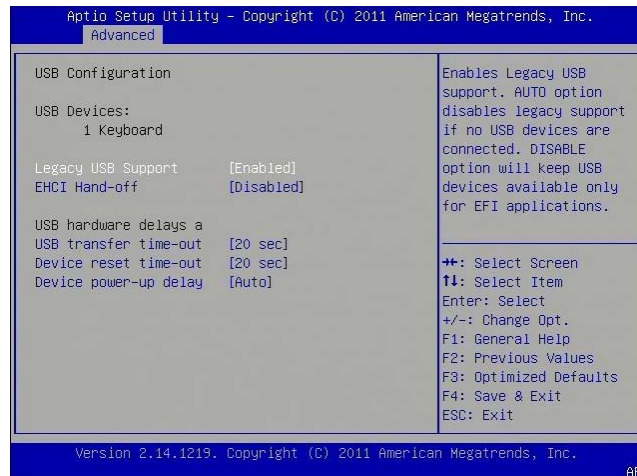 Aptio Setup Utility – Copyright (C) 2011 American Megatrends, Inc.
Advanced
USB Configuration
USB Devices:
1 Keyboard
Legacy USB Support [Enabled]
EHCI Hand-off [Disabled]
USB hardware delays a
USB transfer time-out [20 sec]
Device reset time-out [20 sec]
Device power-up delay [Auto]
Enables Legacy USB
support. AUTO option
disables legacy support
if no USB devices are
connected. DISABLE
option will keep USB
devices available only
for EFI applications.
→←: Select Screen
↑↓: Select Item
Enter: Select
+/-: Change Opt.
F1: General Help
F2: Previous Values
F3: Optimized Defaults
F4: Save & Exit
ESC: Exit
Version 2.14.1219. Copyright (C) 2011 American Megatrends, Inc.